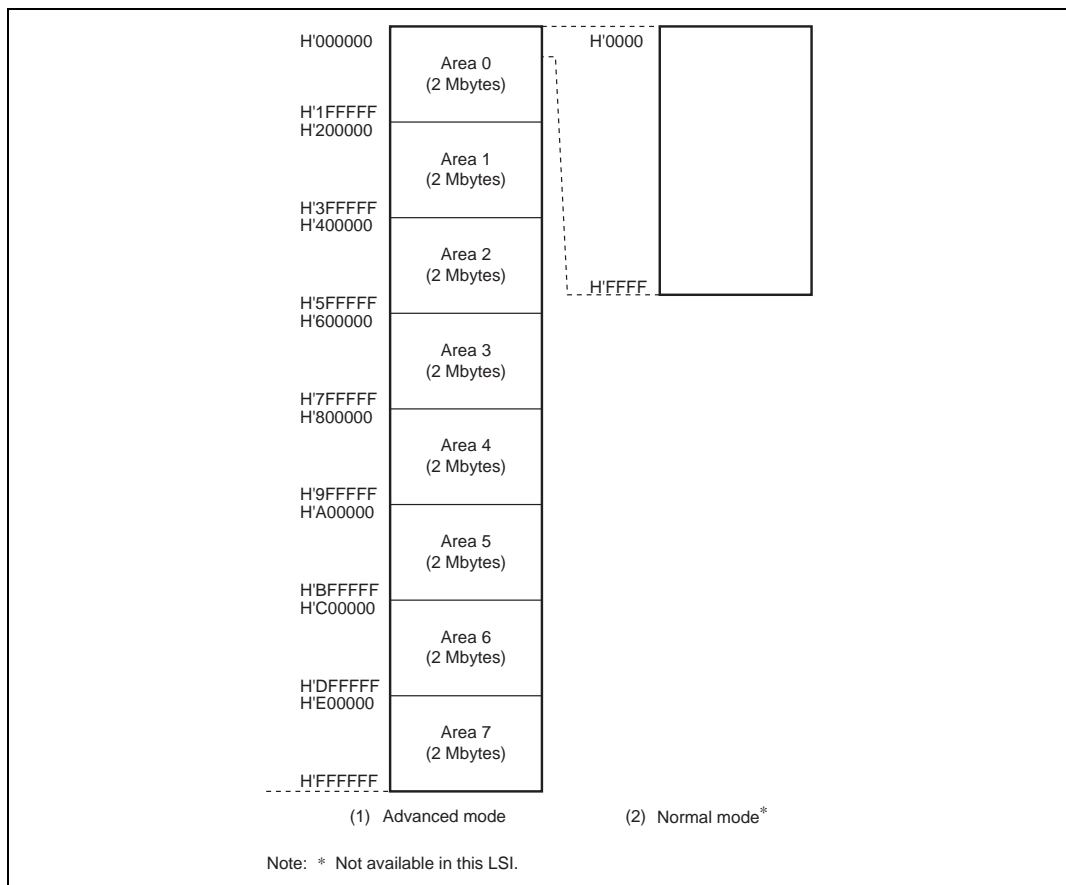 H'000000
Area 0
(2 Mbytes)
H'1FFFFF
H'200000
Area 1
(2 Mbytes)
H'3FFFFF
H'400000
Area 2
(2 Mbytes)
H'5FFFFF
H'600000
Area 3
(2 Mbytes)
H'7FFFFF
H'800000
Area 4
(2 Mbytes)
H'9FFFFF
H'A00000
Area 5
(2 Mbytes)
H'BFFFFF
H'C00000
Area 6
(2 Mbytes)
H'DFFFFF
H'E00000
Area 7
(2 Mbytes)
H'FFFFFF
(1) Advanced mode
H'0000
H'FFFF
(2) Normal mode*
Note: * Not available in this LSI.